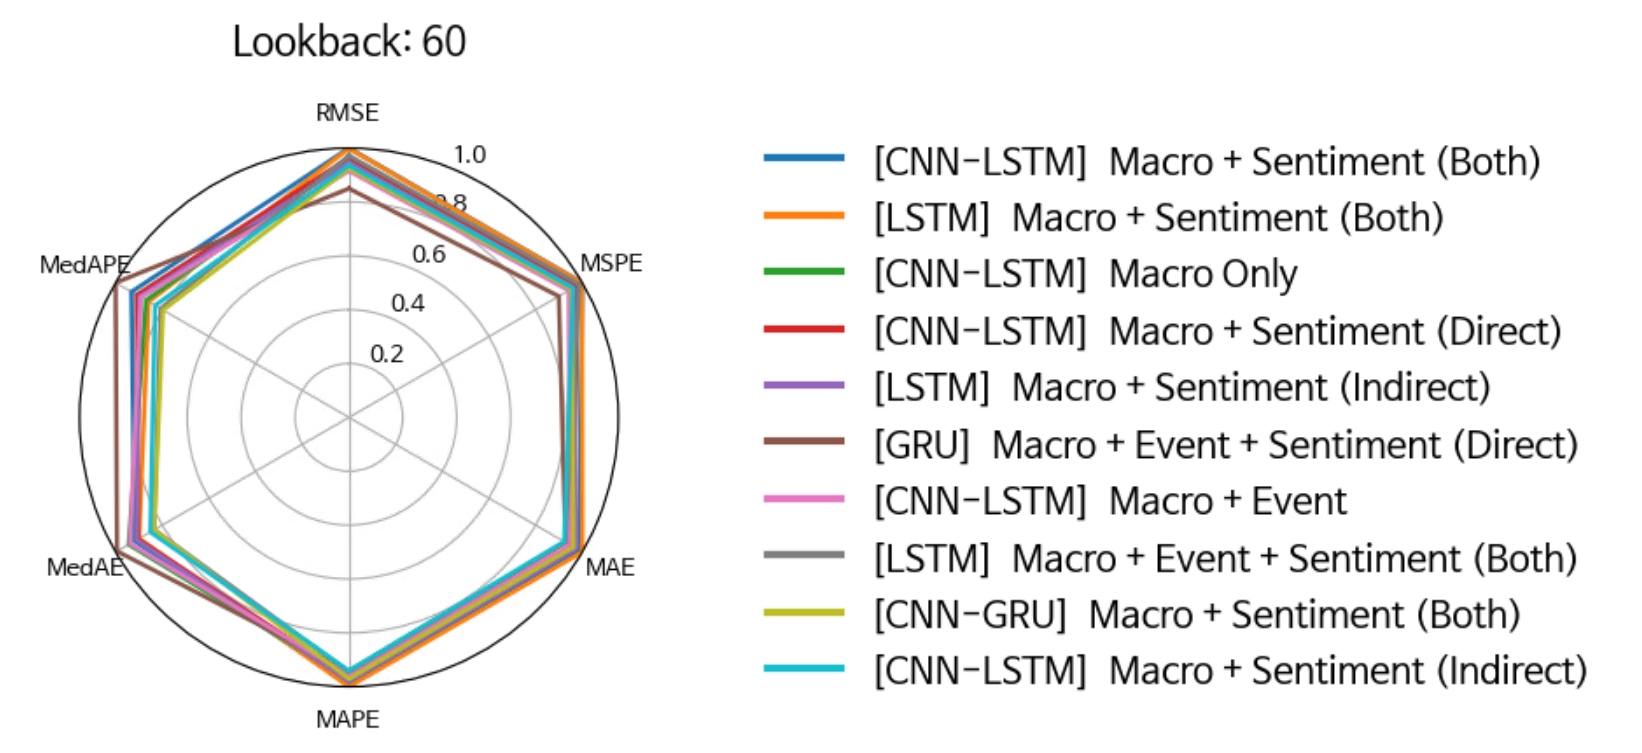 Lookback: 60
RMSE
1.0
0.8
0.6
0.4
0.2
MedAPE
MSPE
MedAE
MAE
MAPE
[CNN-LSTM] Macro + Sentiment (Both)
[LSTM] Macro + Sentiment (Both)
[CNN-LSTM] Macro Only
[CNN-LSTM] Macro + Sentiment (Direct)
[LSTM] Macro + Sentiment (Indirect)
[GRU] Macro + Event + Sentiment (Direct)
[CNN-LSTM] Macro + Event
[LSTM] Macro + Event + Sentiment (Both)
[CNN-GRU] Macro + Sentiment (Both)
[CNN-LSTM] Macro + Sentiment (Indirect)